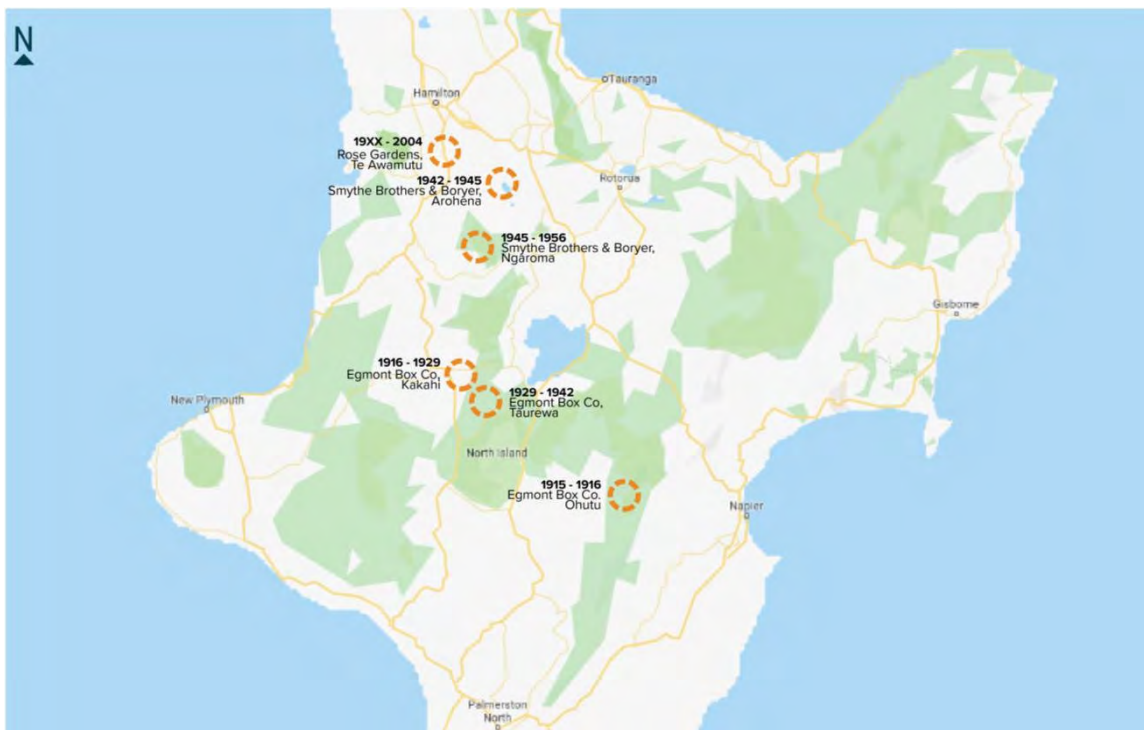 N
Tauranga
Hamilton
19XX - 2004
Rose Gardens,
Te Awamutu
1942 - 1945
Smythe Brothers & Boryer,
Arohena
Rotorua
1945 - 1956
Smythe Brothers & Boryer,
Ngaroma
Gisborne
1916 - 1929
Egmont Box Co,
Kakahi
1929 - 1942
Egmont Box Co,
Taurewa
New Plymouth
North Island
1915 - 1916
Egmont Box Co.
Ohutu
Napier
Palmerston
North